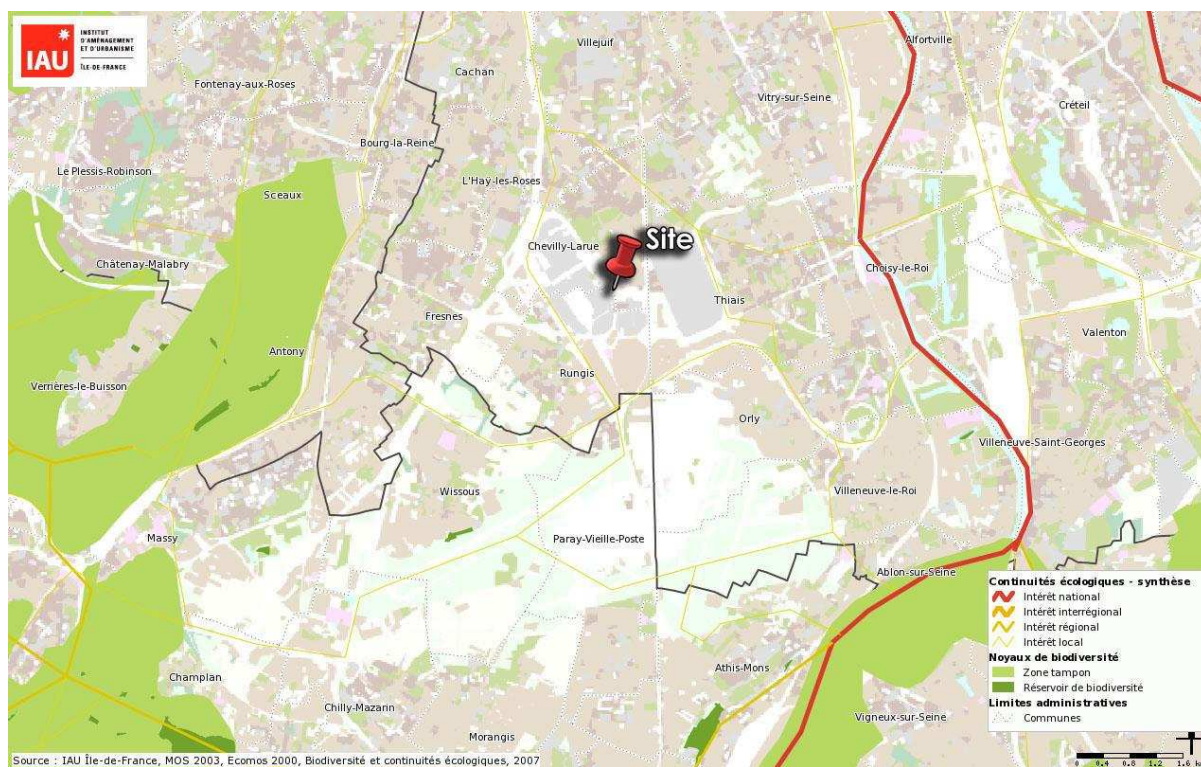 IAU
INSTITUT
D'AMÉNAGEMENT
ET D'URBANISME
ÎLE-DE-FRANCE
Villejuif
Alfortville
Cachan
Fontenay-aux-Roses
Vitry-sur-Seine
Créteil
Bourg-la-Reine
Le Plessis-Robinson
L'Haÿ-les-Roses
Sceaux
Chevilly-Larue
Site
Châtenay-Malabry
Choisy-le-Roi
Thiais
Fresnes
Valenton
Antony
Rungis
Verrières-le-Buisson
Orly
Villeneuve-Saint-Georges
Wissous
Villeneuve-le-Roi
Massy
Paray-Vieille-Poste
Ablon-sur-Seine
Athis-Mons
Champlan
Chilly-Mazarin
Vigneux-sur-Seine
Morangis
Continuités écologiques - synthèse
Intérêt national
Intérêt interrégional
Intérêt régional
Intérêt local
Noyaux de biodiversité
Zone tampon
Réservoir de biodiversité
Limites administratives
Communes
0 0.4 0.8 1.2 1.6
Source : IAU Île-de-France, MOS 2003, Ecomos 2000, Biodiversité et continuités écologiques, 2007